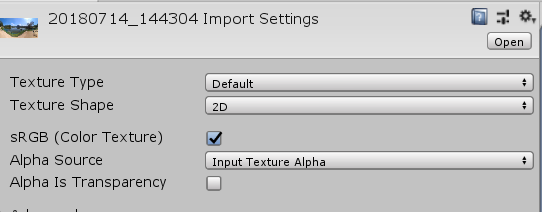 20180714_144304 Import Settings
Open
Texture Type Default
Texture Shape 2D
sRGB (Color Texture)
Alpha Source Input Texture Alpha
Alpha Is Transparency